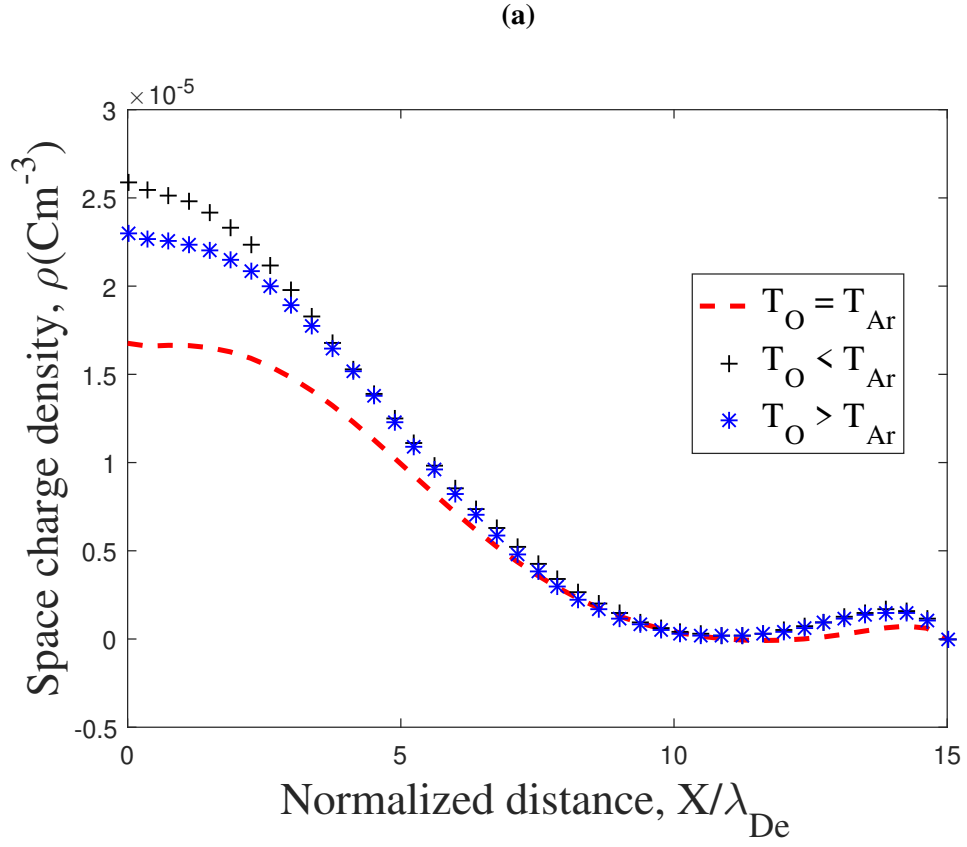 (a)
×10⁻⁵
3
2.5
2
1.5
1
0.5
0
-0.5
0
5
10
15
Space charge density, ρ(Cm⁻³)
Normalized distance, X/λ_De
T_O = T_Ar
T_O < T_Ar
T_O > T_Ar